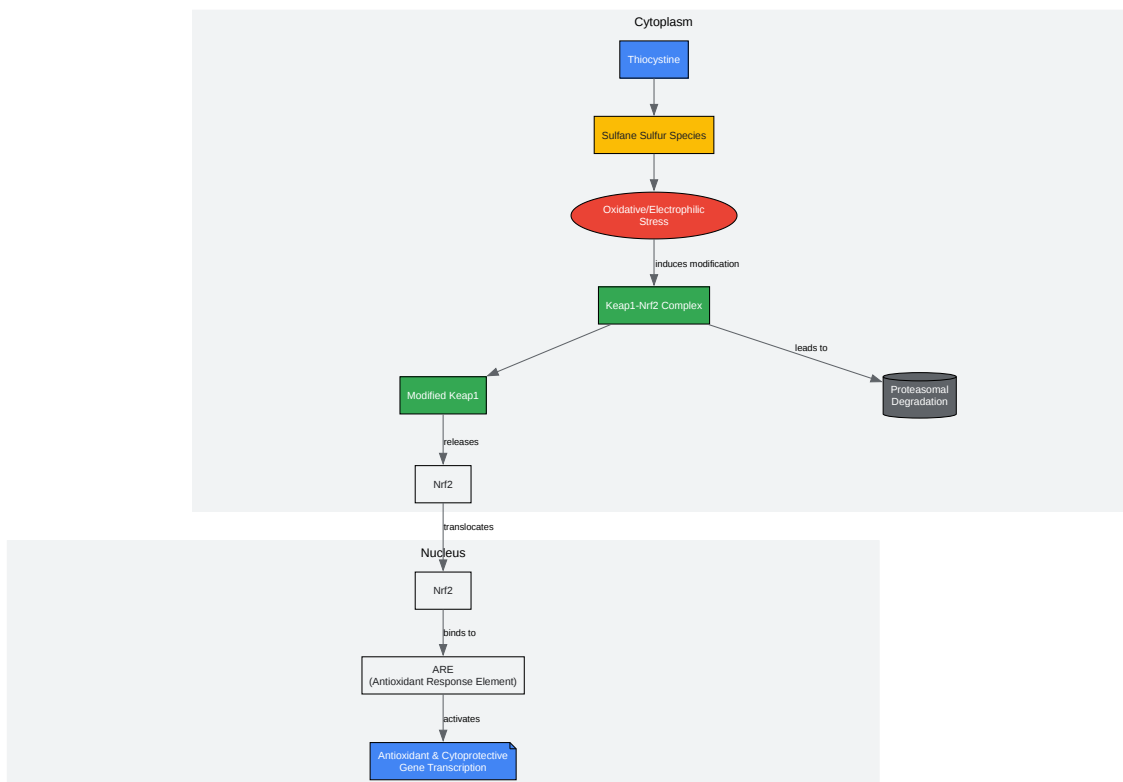 Cytoplasm
Thiocystine
Sulfane Sulfur Species
Oxidative/Electrophilic
Stress
induces modification
Keap1-Nrf2 Complex
leads to
Modified Keap1
Proteasomal
Degradation
releases
Nrf2
translocates
Nucleus
Nrf2
binds to
ARE
(Antioxidant Response Element)
activates
Antioxidant & Cytoprotective
Gene Transcription